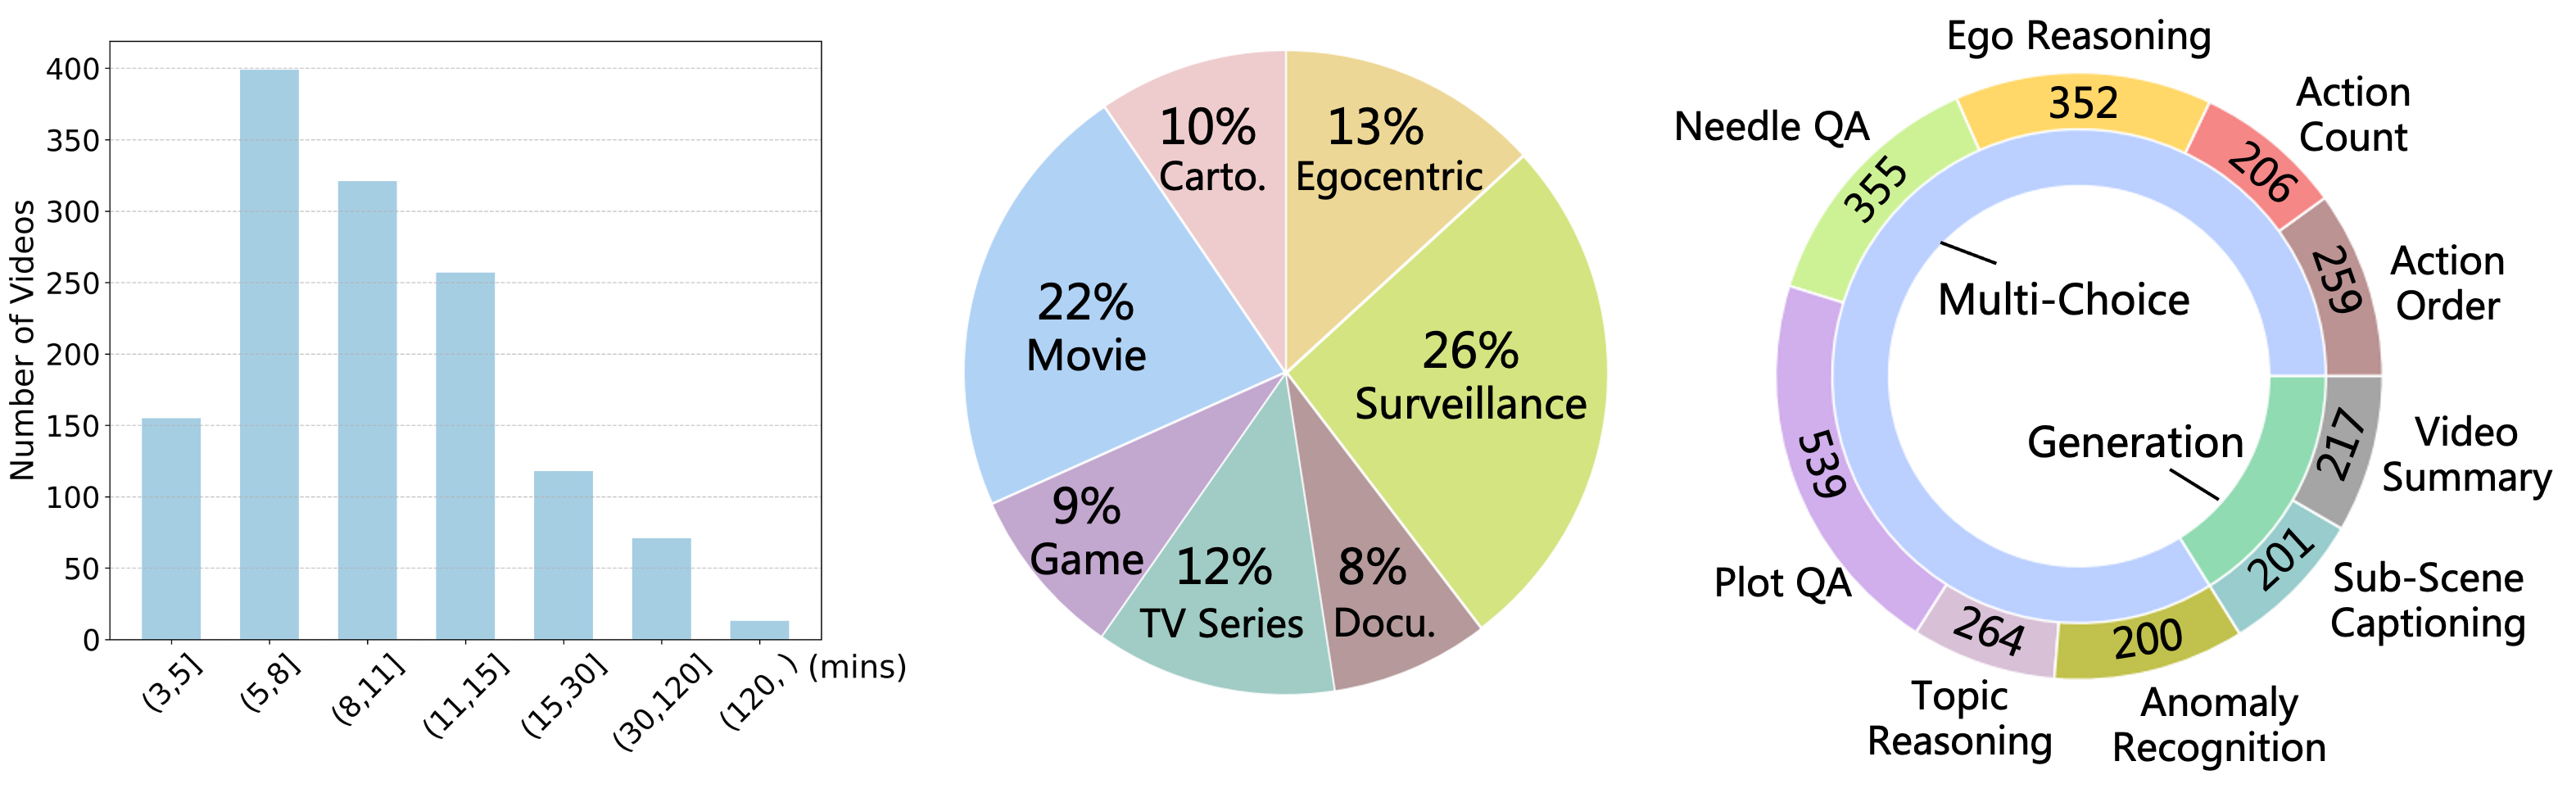 Number of Videos
400
350
300
250
200
150
100
50
0
(3,5]
(5,8]
(8,11]
(11,15]
(15,30]
(30,120]
(120, )
(mins)
10%
Carto.
13%
Egocentric
22%
Movie
26%
Surveillance
9%
Game
12%
TV Series
8%
Docu.
Ego Reasoning
352
Action
Count
206
Needle QA
355
Action
Order
259
Multi-Choice
Generation
Video
Summary
217
539
Plot QA
201
Sub-Scene
Captioning
264
Topic
Reasoning
200
Anomaly
Recognition